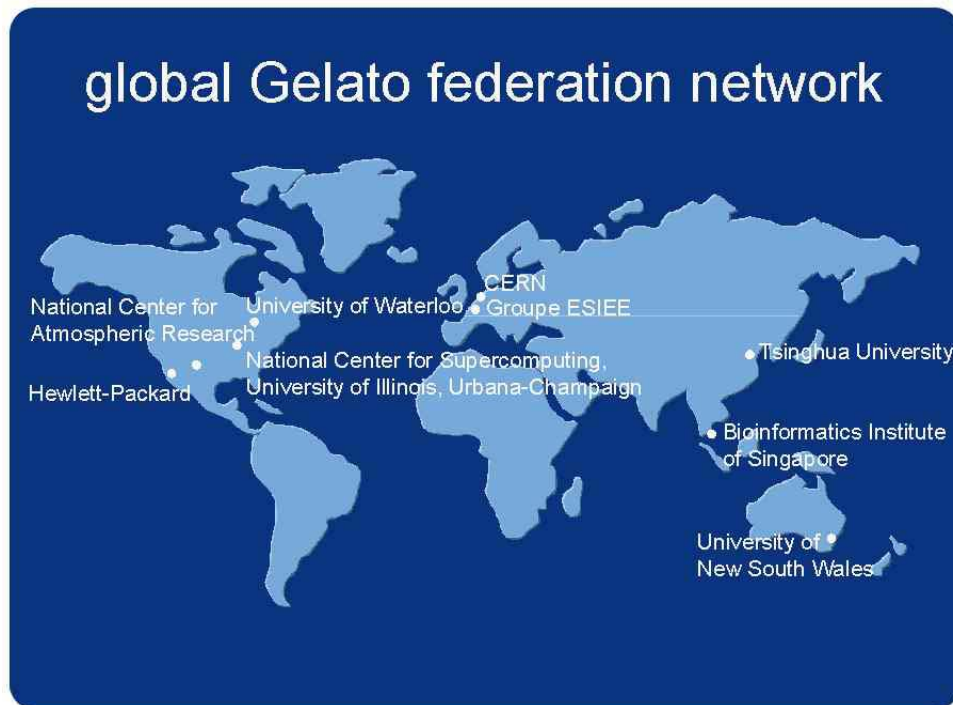 global Gelato federation network
CERN
National Center for
Atmospheric Research
University of Waterloo
Groupe ESIEE
National Center for Supercomputing,
University of Illinois, Urbana-Champaign
Hewlett-Packard
Tsinghua University
Bioinformatics Institute
of Singapore
University of
New South Wales